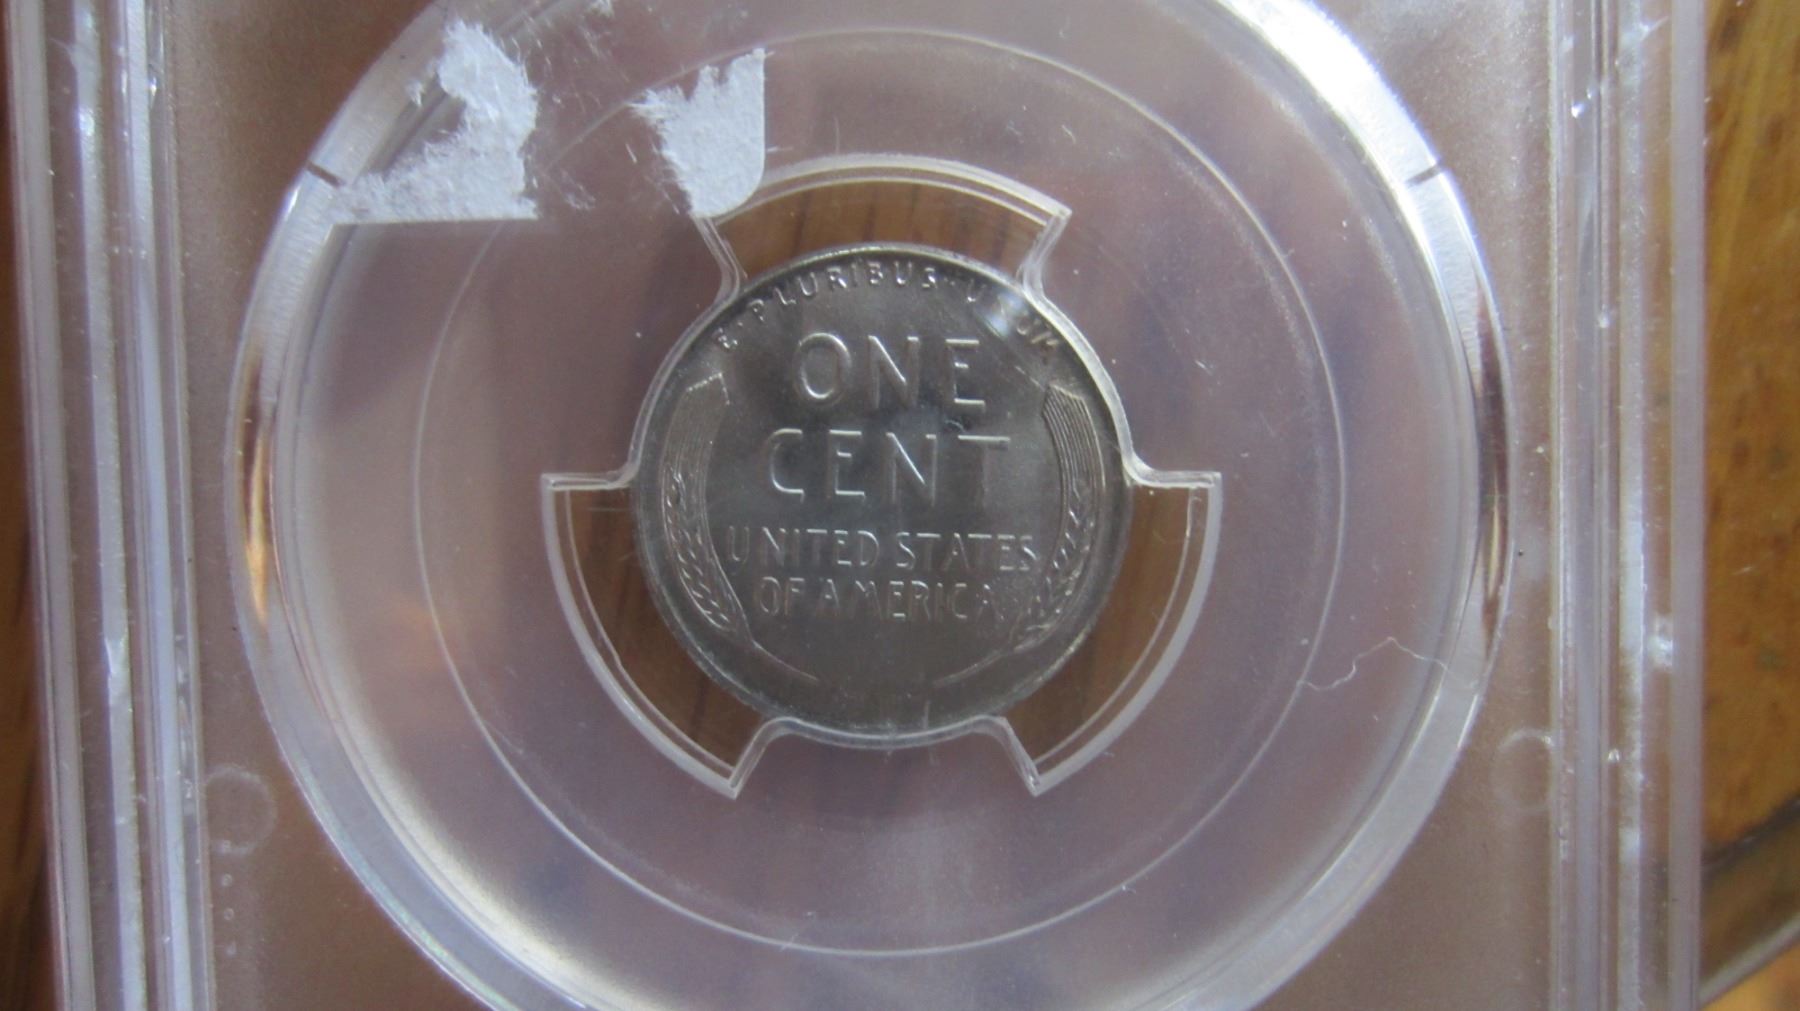 E · PLURIBUS · UNUM
ONE
CENT
UNITED STATES
OF AMERICA